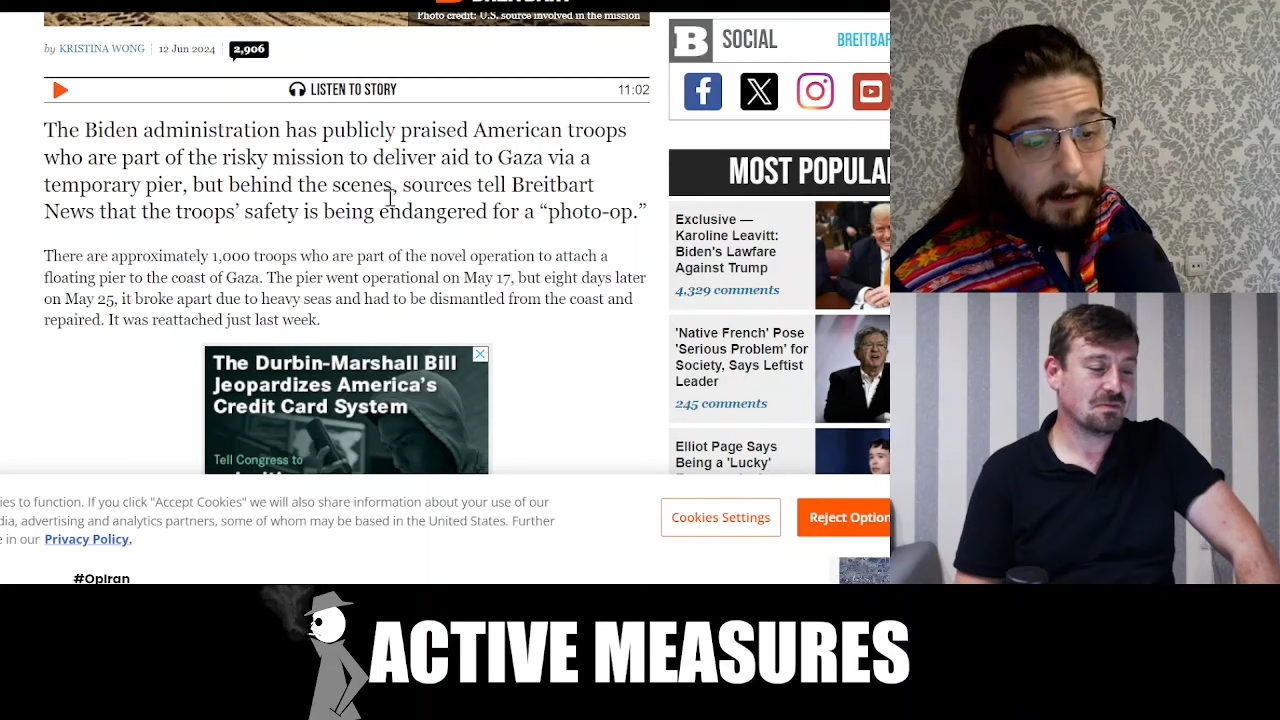 BREITBART
Photo credit: U.S. source involved in the mission
by KRISTINA WONG 12 Jun 2024 2,906
LISTEN TO STORY 11:02
The Biden administration has publicly praised American troops
who are part of the risky mission to deliver aid to Gaza via a
temporary pier, but behind the scenes, sources tell Breitbart
News that the troops’ safety is being endangered for a “photo-op.”
There are approximately 1,000 troops who are part of the novel operation to attach a
floating pier to the coast of Gaza. The pier went operational on May 17, but eight days later
on May 25, it broke apart due to heavy seas and had to be dismantled from the coast and
repaired. It was reattached just last week.
The Durbin-Marshall Bill
Jeopardizes America’s
Credit Card System
Tell Congress to
B SOCIAL BREITBAR
MOST POPULA
Exclusive —
Karoline Leavitt:
Biden's Lawfare
Against Trump
4,329 comments
'Native French' Pose
'Serious Problem' for
Society, Says Leftist
Leader
245 comments
Elliot Page Says
Being a 'Lucky'
ies to function. If you click "Accept Cookies" we will also share information about your use of our
dia, advertising and analytics partners, some of whom may be based in the United States. Further
e in our Privacy Policy.
Cookies Settings
Reject Option
#OpIran
ACTIVE MEASURES